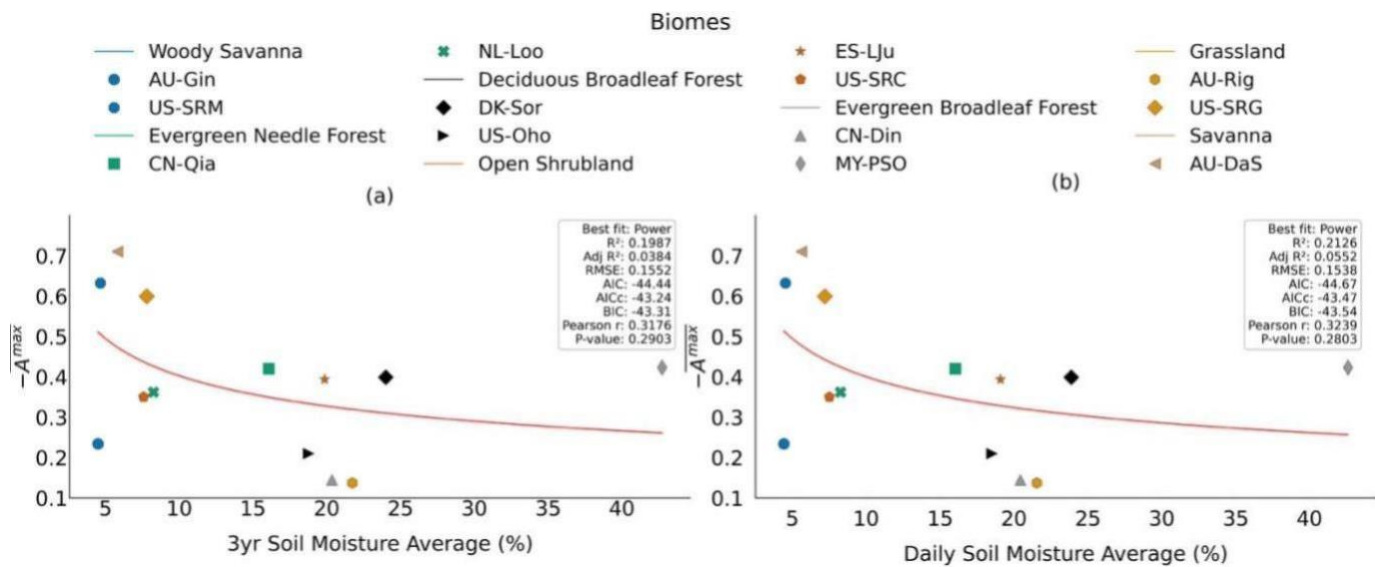 Biomes
Woody Savanna
AU-Gin
US-SRM
Evergreen Needle Forest
CN-Qia
NL-Loo
Deciduous Broadleaf Forest
DK-Sor
US-Oho
Open Shrubland
ES-LJu
US-SRC
Evergreen Broadleaf Forest
CN-Din
MY-PSO
Grassland
AU-Rig
US-SRG
Savanna
AU-DaS
(a)
Best fit: Power
R²: 0.1987
Adj R²: 0.0384
RMSE: 0.1552
AIC: -44.44
AICc: -43.24
BIC: -43.31
Pearson r: 0.3176
P-value: 0.2903
0.7
0.6
0.5
0.4
0.3
0.2
0.1
−A^max
5 10 15 20 25 30 35 40
3yr Soil Moisture Average (%)
(b)
Best fit: Power
R²: 0.2126
Adj R²: 0.0552
RMSE: 0.1538
AIC: -44.67
AICc: -43.47
BIC: -43.54
Pearson r: 0.3239
P-value: 0.2803
0.7
0.6
0.5
0.4
0.3
0.2
0.1
−A^max
5 10 15 20 25 30 35 40
Daily Soil Moisture Average (%)